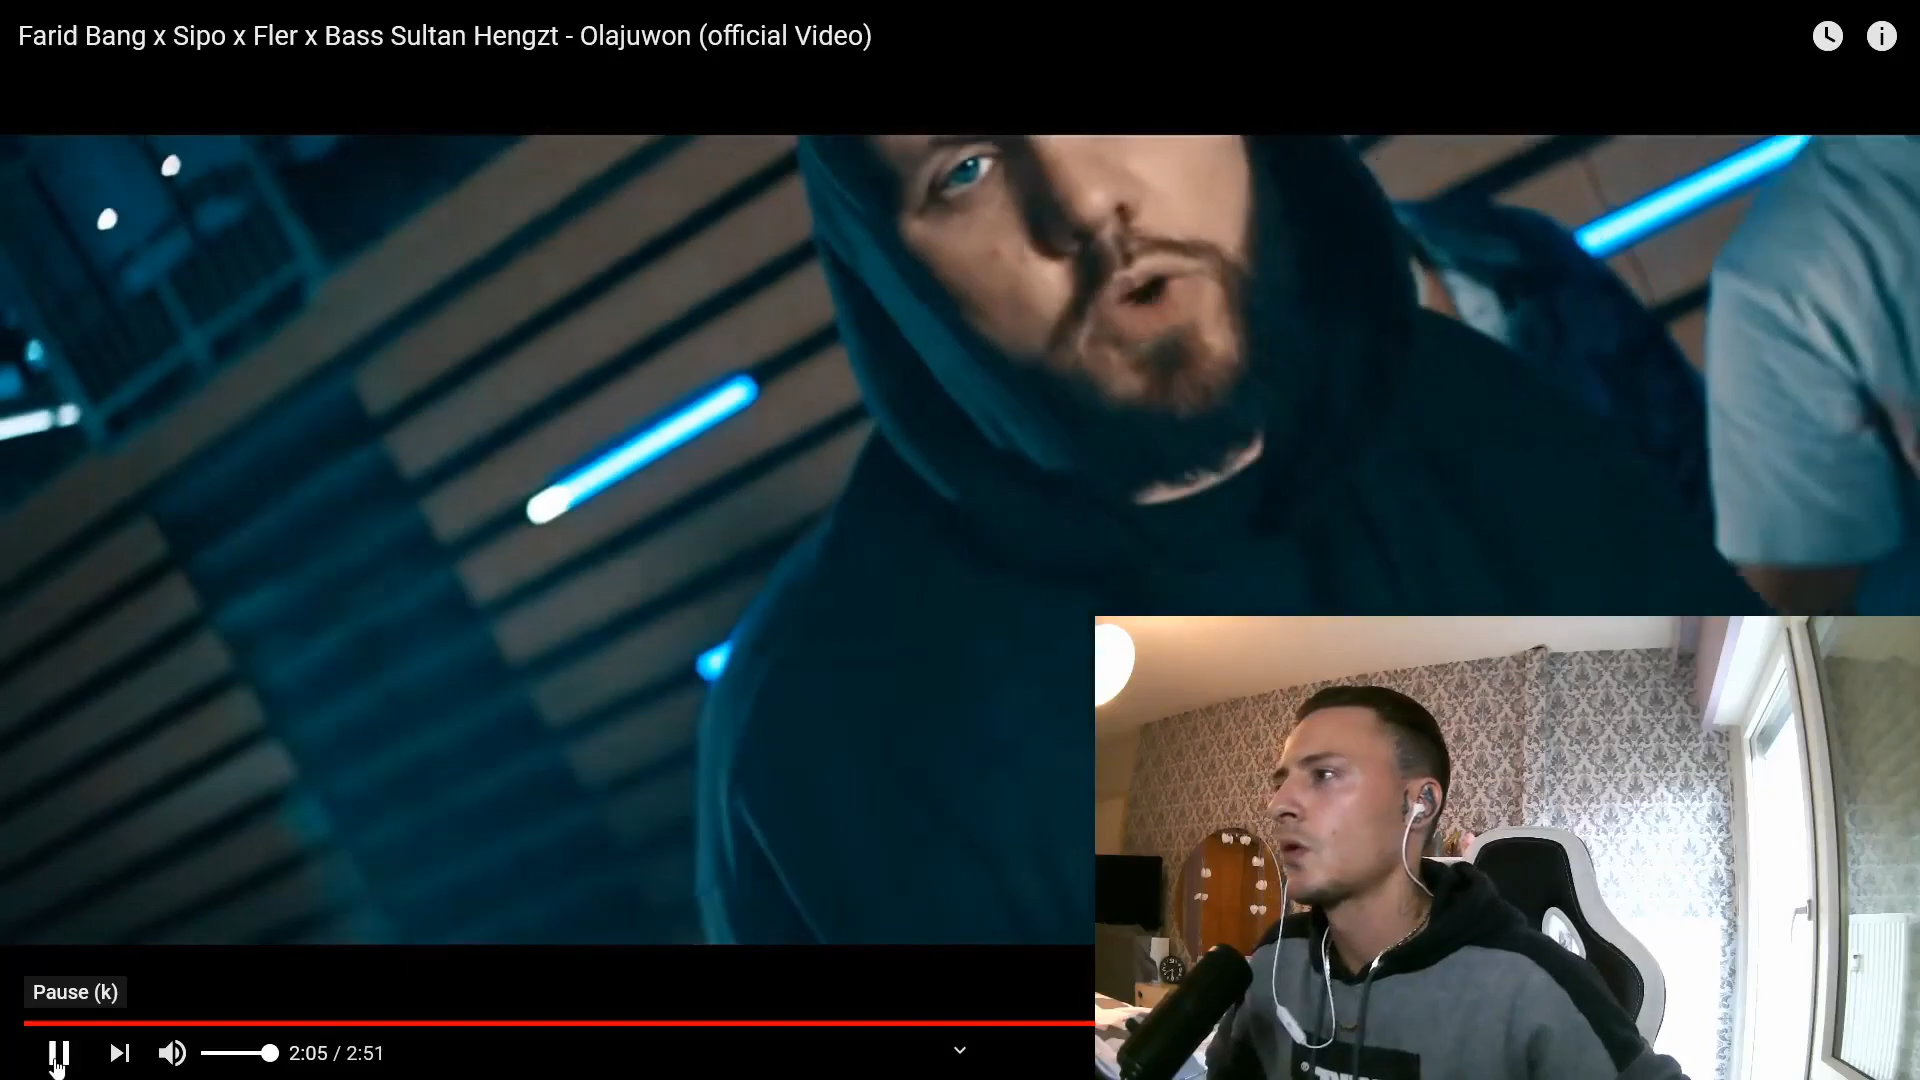 Farid Bang x Sipo x Fler x Bass Sultan Hengzt - Olajuwon (official Video)
Pause (k)
2:05 / 2:51